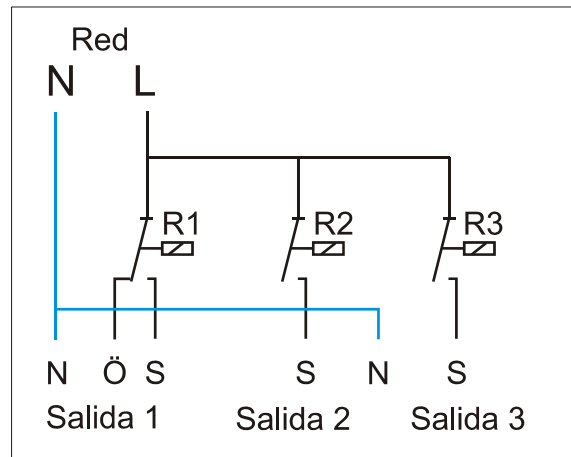 Red
N L
R1 R2 R3
N Ö S S N S
Salida 1 Salida 2 Salida 3